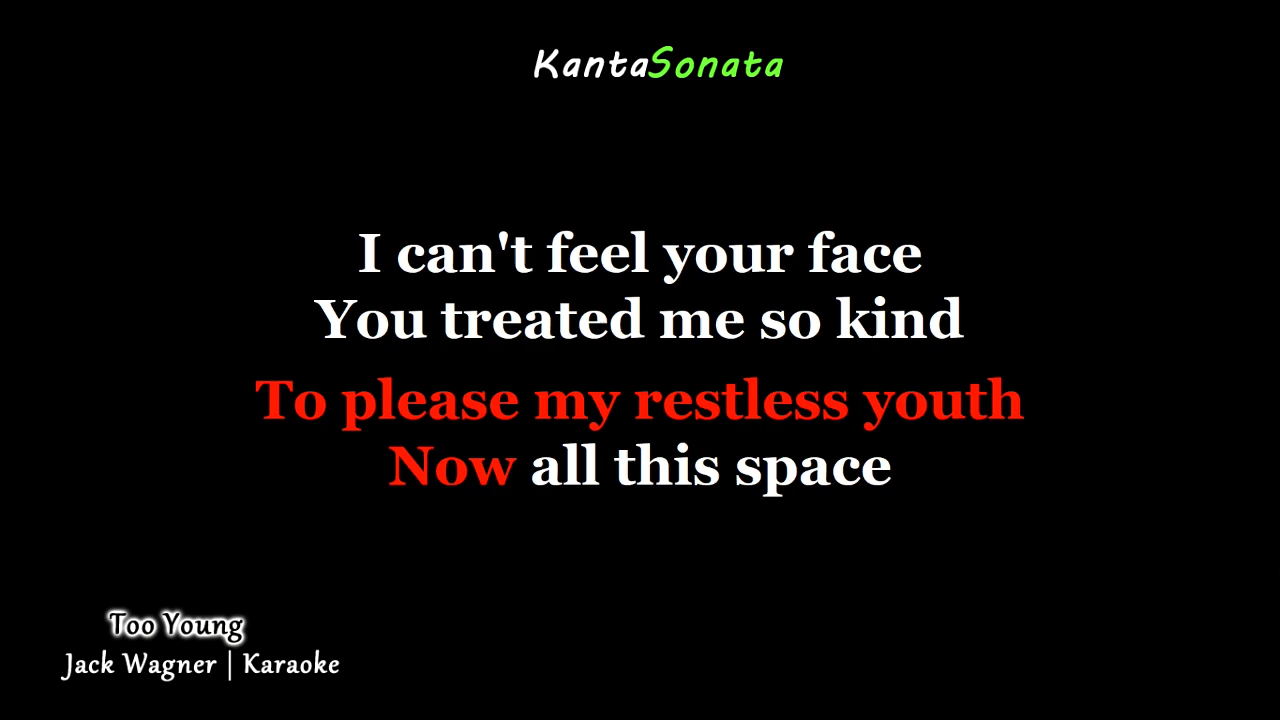 KantaSonata
I can't feel your face
You treated me so kind
To please my restless youth
Now all this space
Too Young
Jack Wagner | Karaoke